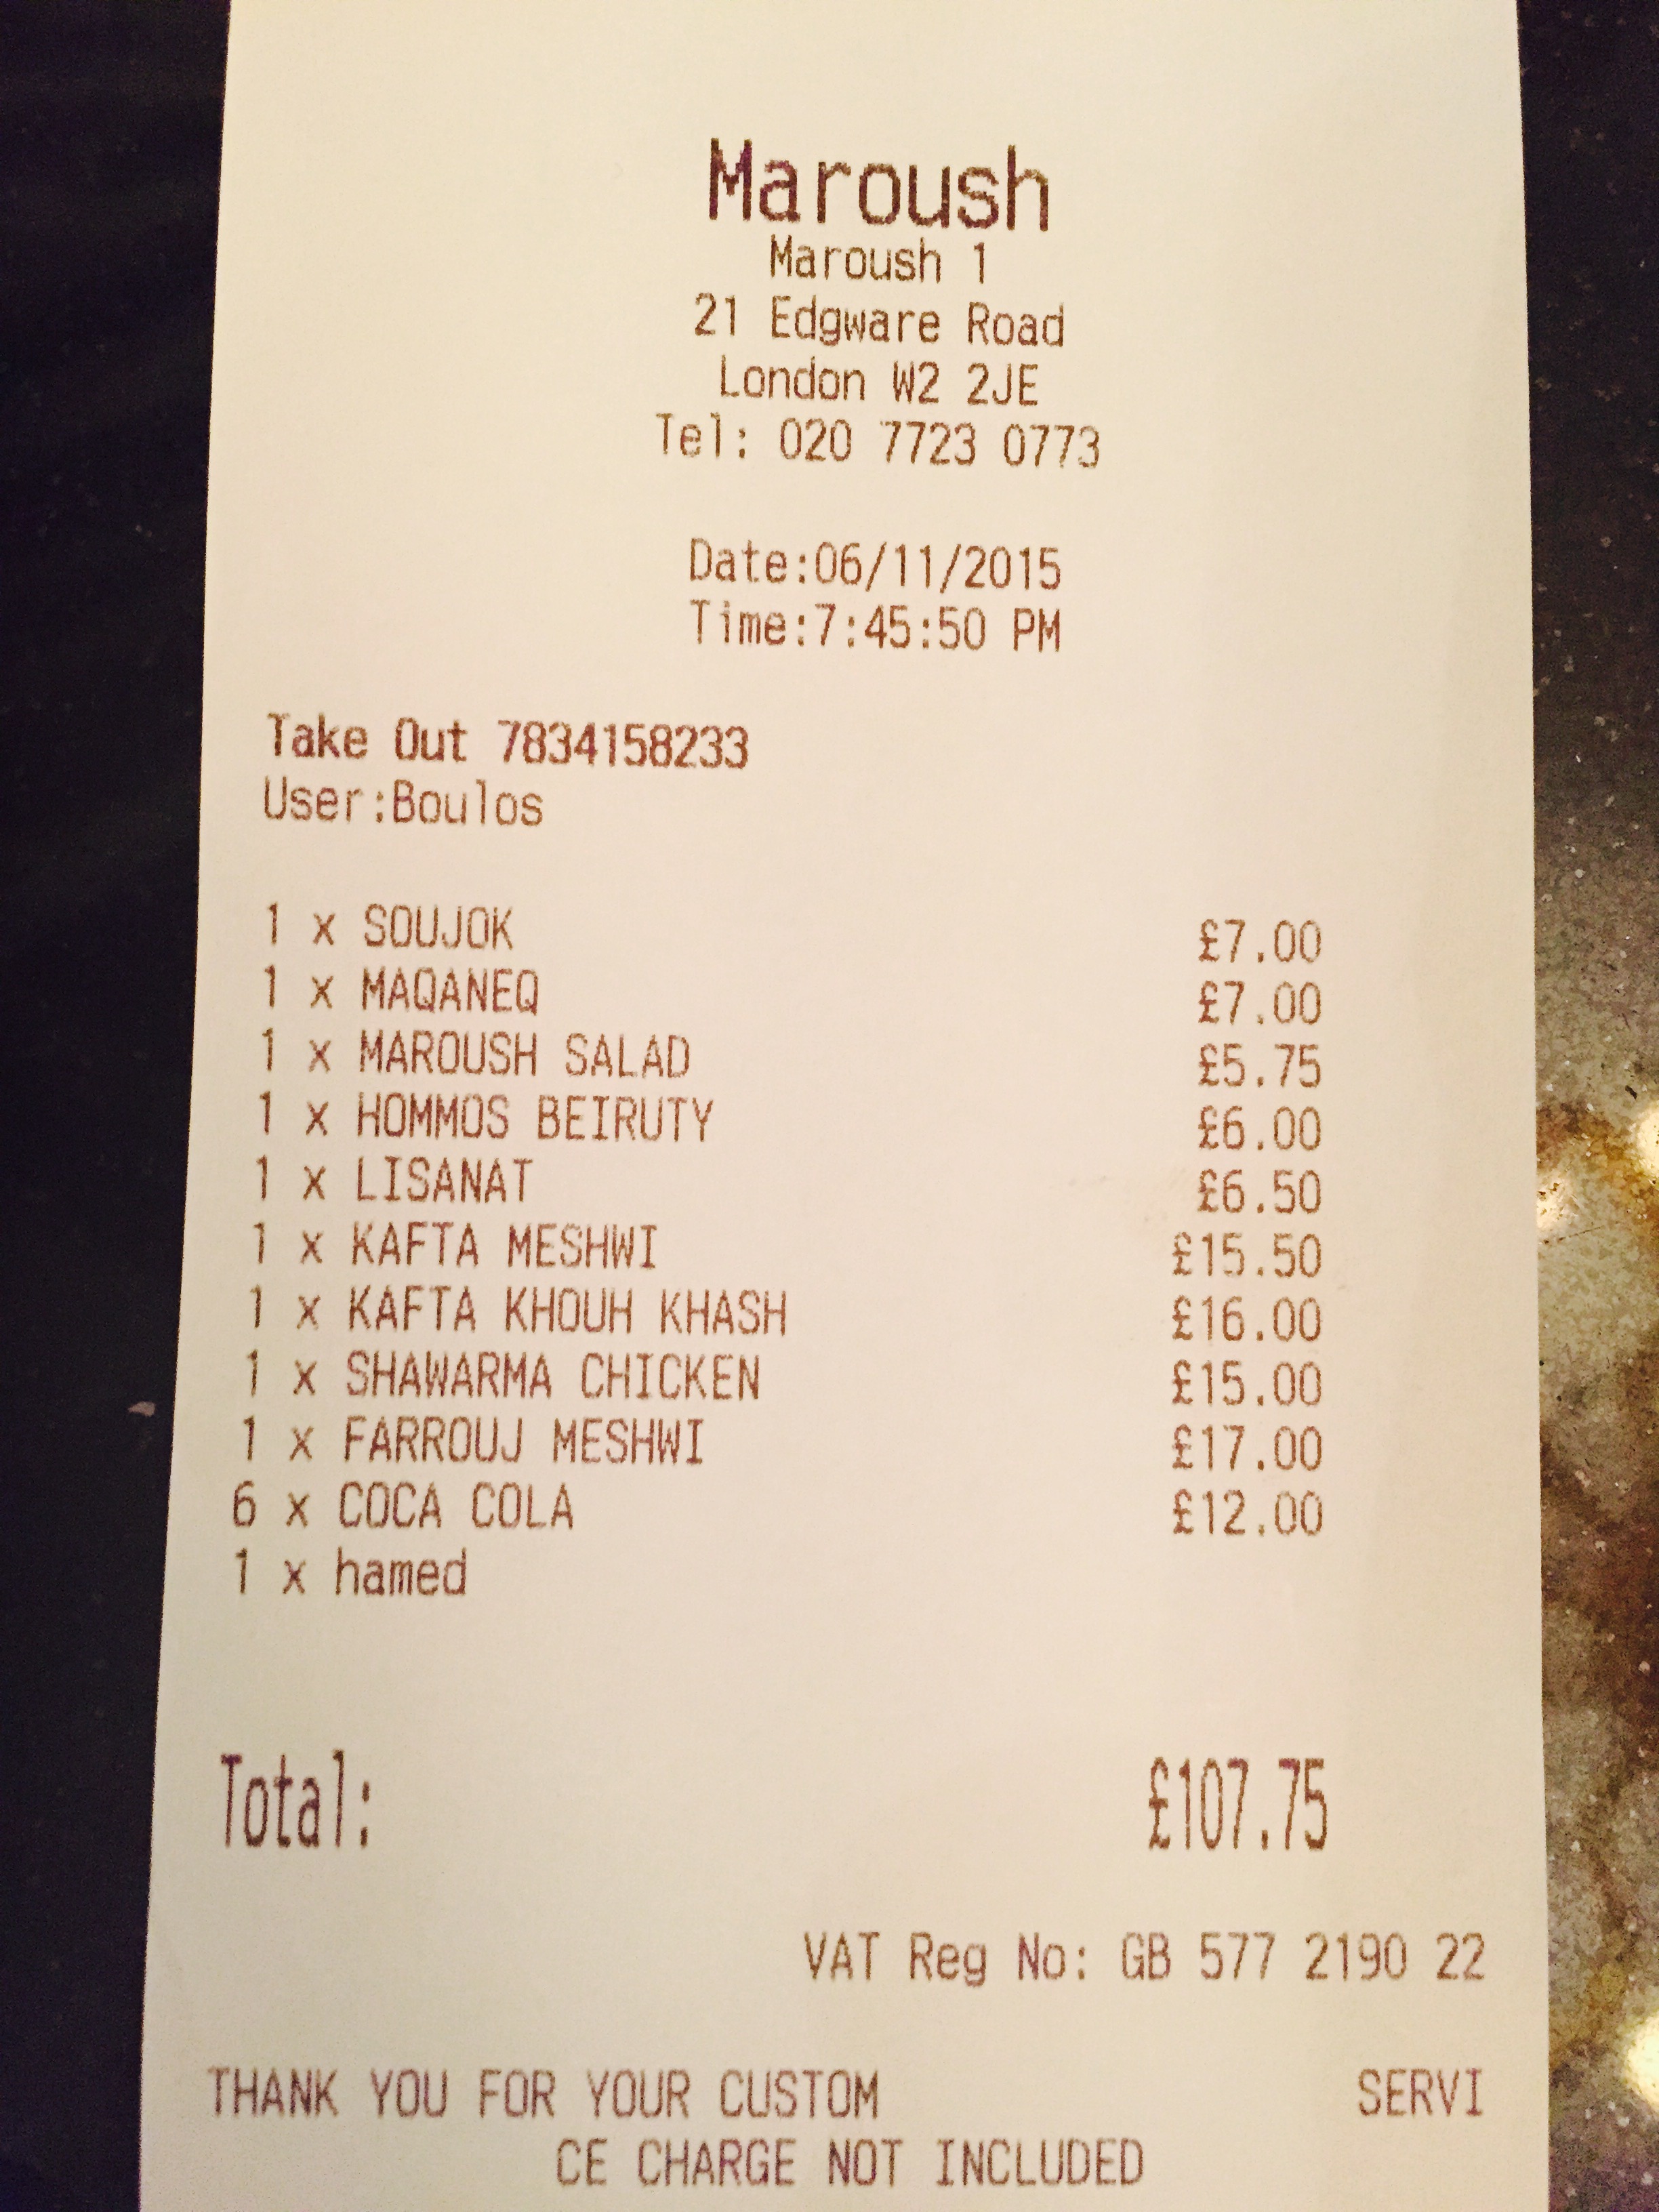 Maroush
Maroush 1
21 Edgware Road
London W2 2JE
Tel: 020 7723 0773
Date:06/11/2015
Time:7:45:50 PM
Take Out 7834158233
User:Boulos
1 x SOUJOK £7.00
1 x MAQANEQ £7.00
1 x MAROUSH SALAD £5.75
1 x HOMMOS BEIRUTY £6.00
1 x LISANAT £6.50
1 x KAFTA MESHWI £15.50
1 x KAFTA KHOUH KHASH £16.00
1 x SHAWARMA CHICKEN £15.00
1 x FARROUJ MESHWI £17.00
6 x COCA COLA £12.00
1 x hamed
Total: £107.75
VAT Reg No: GB 577 2190 22
THANK YOU FOR YOUR CUSTOM SERVI
CE CHARGE NOT INCLUDED